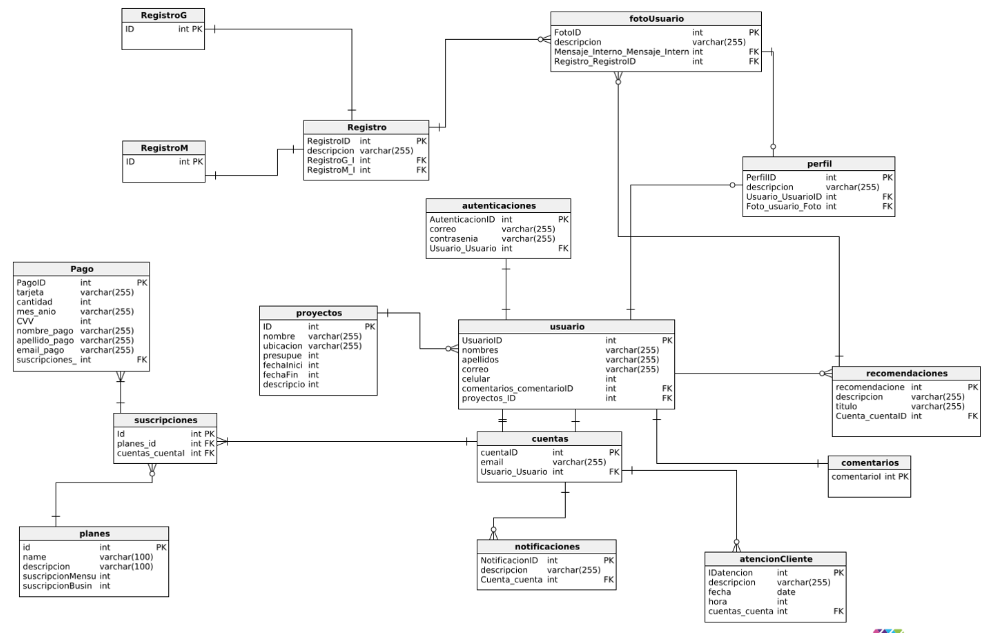 RegistroG
ID int PK
fotoUsuario
FotoID int PK
descripcion varchar(255)
Mensaje_Interno_Mensaje_Intern int FK
Registro_RegistroID int FK
Registro
RegistroID int PK
descripcion varchar(255)
RegistroG_I int FK
RegistroM_I int FK
RegistroM
ID int PK
perfil
PerfilID int PK
descripcion varchar(255)
Usuario_UsuarioID int FK
Foto_usuario_Foto int FK
autenticaciones
AutenticacionID int PK
correo varchar(255)
contrasenia varchar(255)
Usuario_Usuario int FK
Pago
PagoID int PK
tarjeta varchar(255)
cantidad int
mes_anio varchar(255)
CVV int
nombre_pago varchar(255)
apellido_pago varchar(255)
email_pago varchar(255)
suscripciones_ int FK
proyectos
ID int PK
nombre varchar(255)
ubicacion varchar(255)
presupue int
fechaInici int
fechaFin int
descripcio int
usuario
UsuarioID int PK
nombres varchar(255)
apellidos varchar(255)
correo varchar(255)
celular int
comentarios_comentarioID int FK
proyectos_ID int FK
recomendaciones
recomendacione int PK
descripcion varchar(255)
titulo varchar(255)
Cuenta_cuentaID int FK
suscripciones
Id int PK
planes_id int FK
cuentas_cuentaI int FK
cuentas
cuentaID int PK
email varchar(255)
Usuario_Usuario int FK
comentarios
comentarioI int PK
planes
id int PK
name varchar(100)
descripcion varchar(100)
suscripcionMensu int
suscripcionBusin int
notificaciones
NotificacionID int PK
descripcion varchar(255)
Cuenta_cuenta int FK
atencionCliente
IDatencion int PK
descripcion varchar(255)
fecha date
hora int
cuentas_cuenta int FK